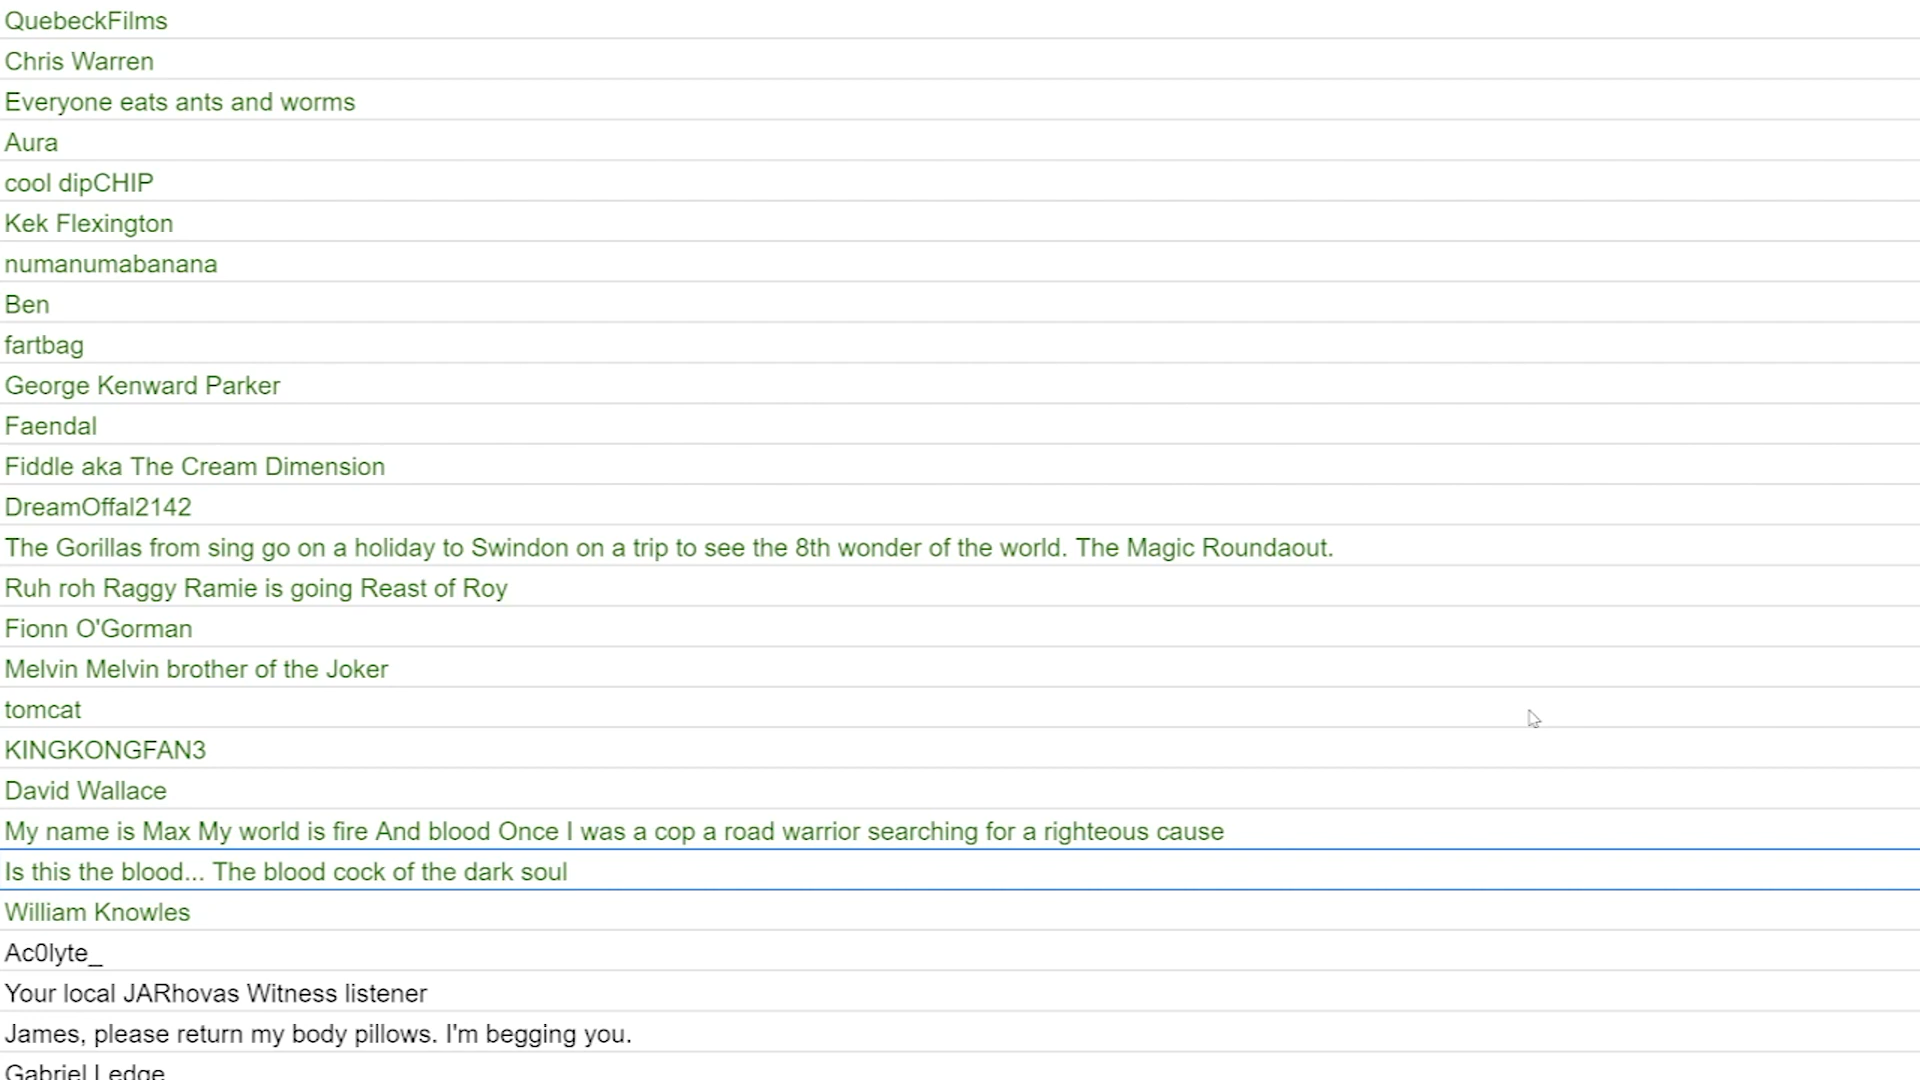 QuebeckFilms
Chris Warren
Everyone eats ants and worms
Aura
cool dipCHIP
Kek Flexington
numanumabanana
Ben
fartbag
George Kenward Parker
Faendal
Fiddle aka The Cream Dimension
DreamOffal2142
The Gorillas from sing go on a holiday to Swindon on a trip to see the 8th wonder of the world. The Magic Roundaout.
Ruh roh Raggy Ramie is going Reast of Roy
Fionn O'Gorman
Melvin Melvin brother of the Joker
tomcat
KINGKONGFAN3
David Wallace
My name is Max My world is fire And blood Once I was a cop a road warrior searching for a righteous cause
Is this the blood... The blood cock of the dark soul
William Knowles
Ac0lyte_
Your local JARhovas Witness listener
James, please return my body pillows. I'm begging you.
Gabriel Ledge